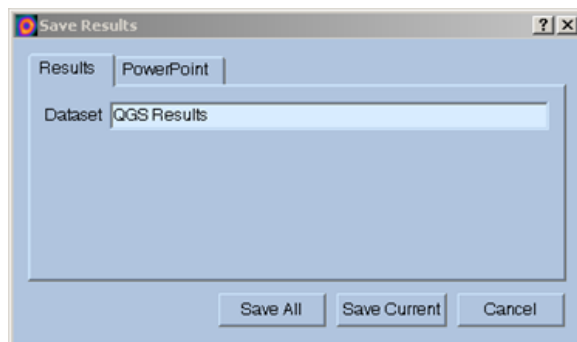 Save Results
Results PowerPoint
Dataset QGS Results
Save All Save Current Cancel